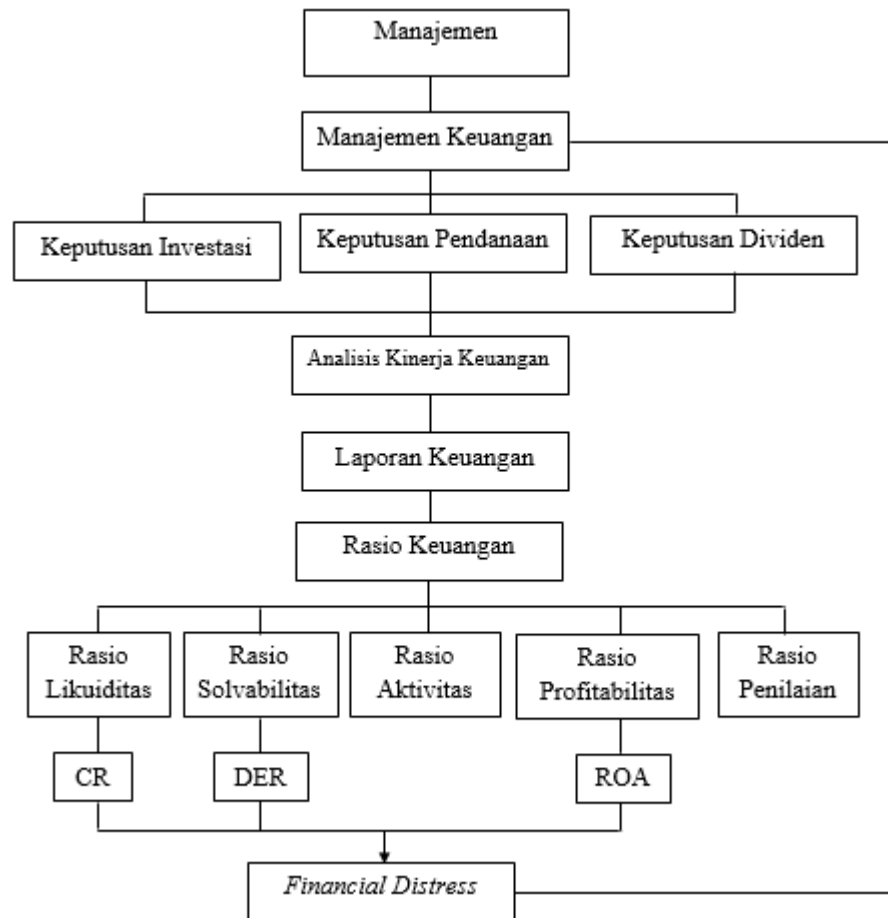 Manajemen
Manajemen Keuangan
Keputusan Investasi
Keputusan Pendanaan
Keputusan Dividen
Analisis Kinerja Keuangan
Laporan Keuangan
Rasio Keuangan
Rasio
Likuiditas
Rasio
Solvabilitas
Rasio
Aktivitas
Rasio
Profitabilitas
Rasio
Penilaian
CR
DER
ROA
Financial Distress